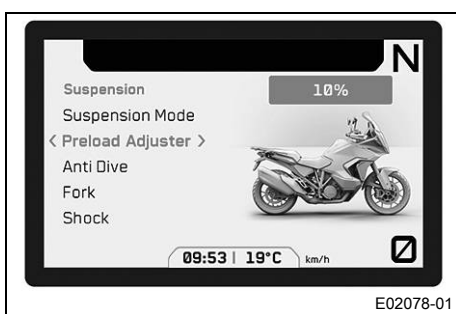 N
Suspension
10%
Suspension Mode
< Preload Adjuster >
Anti Dive
Fork
Shock
09:53 | 19°C km/h
0
E02078-01